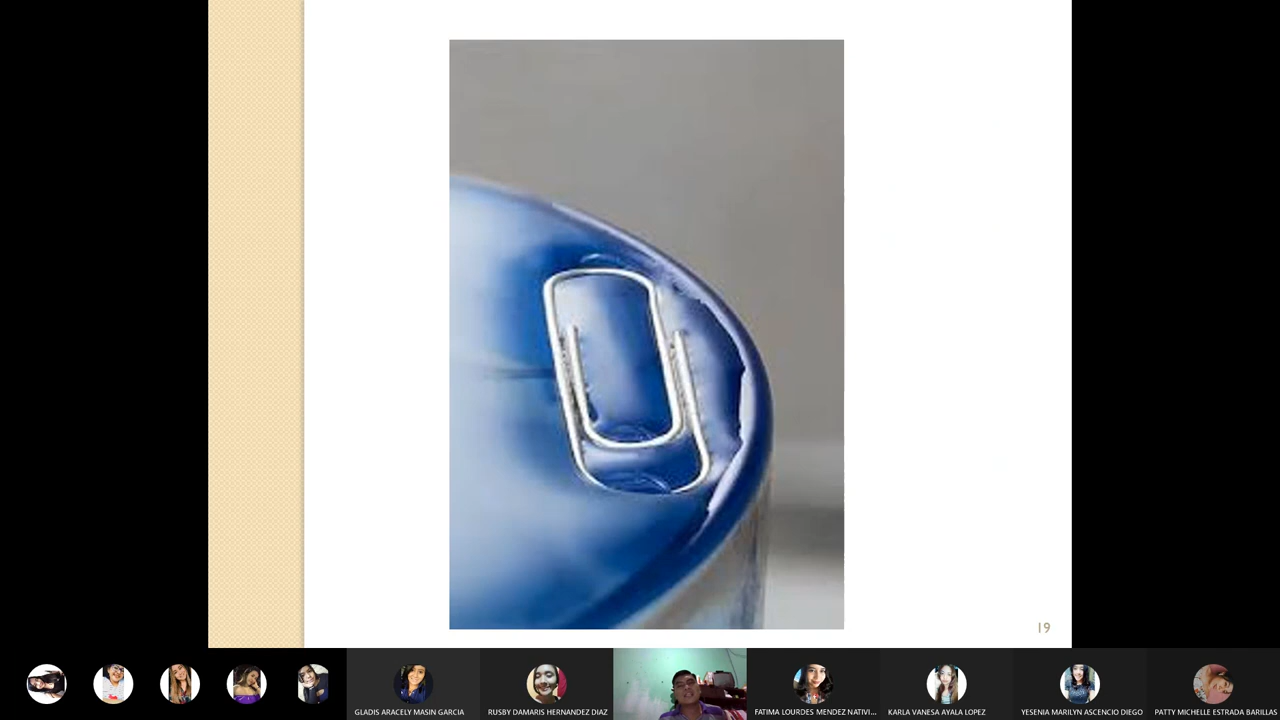 19
GLADIS ARACELY MASIN GARCIA
RUSBY DAMARIS HERNANDEZ DIAZ
FATIMA LOURDES MENDEZ NATIVI...
KARLA VANESA AYALA LOPEZ
YESENIA MARILYN ASCENCIO DIEGO
PATTY MICHELLE ESTRADA BARILLAS